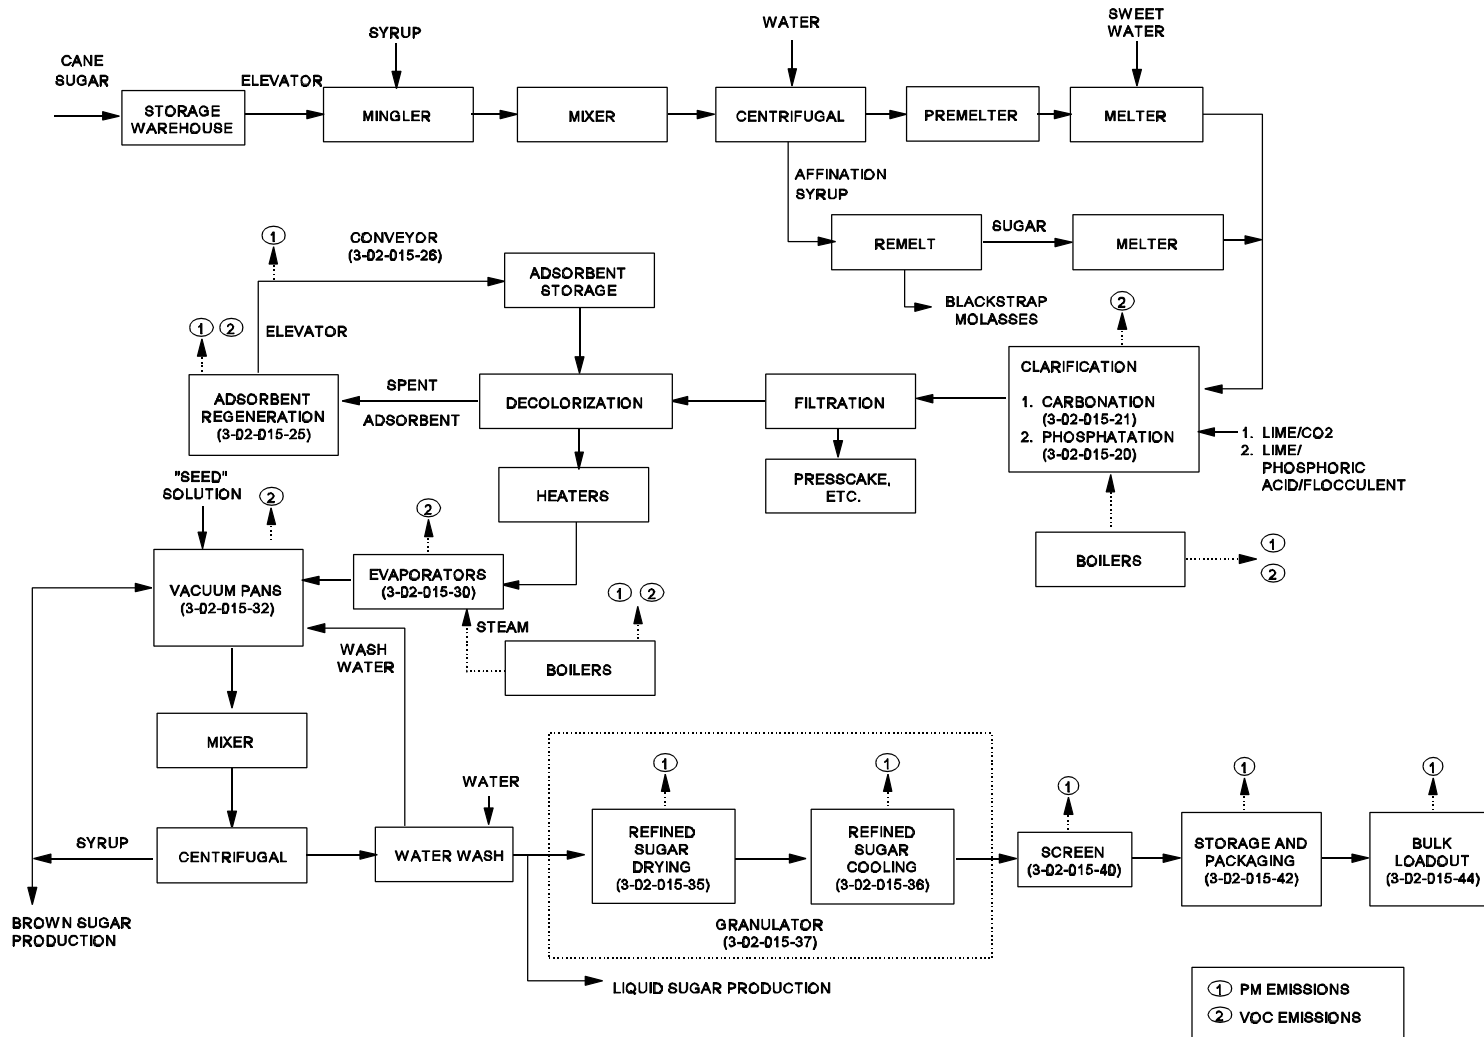 SYRUP
WATER
SWEET
WATER
CANE
SUGAR
ELEVATOR
STORAGE
WAREHOUSE
MINGLER
MIXER
CENTRIFUGAL
PREMELTER
MELTER
AFFINATION
SYRUP
REMELT
SUGAR
MELTER
BLACKSTRAP
MOLASSES
1
CONVEYOR
(3-02-015-26)
ADSORBENT
STORAGE
1 2
ELEVATOR
2
CLARIFICATION
1. CARBONATION
(3-02-015-21)
2. PHOSPHATATION
(3-02-015-20)
1. LIME/CO2
2. LIME/
PHOSPHORIC
ACID/FLOCCULENT
BOILERS
1
2
FILTRATION
PRESSCAKE,
ETC.
DECOLORIZATION
SPENT
ADSORBENT
ADSORBENT
REGENERATION
(3-02-015-25)
HEATERS
"SEED"
SOLUTION
2
2
VACUUM PANS
(3-02-015-32)
EVAPORATORS
(3-02-015-30)
STEAM
1 2
BOILERS
WASH
WATER
MIXER
SYRUP
CENTRIFUGAL
BROWN SUGAR
PRODUCTION
WATER
WATER WASH
1
REFINED
SUGAR
DRYING
(3-02-015-35)
1
REFINED
SUGAR
COOLING
(3-02-015-36)
GRANULATOR
(3-02-015-37)
LIQUID SUGAR PRODUCTION
1
SCREEN
(3-02-015-40)
1
STORAGE AND
PACKAGING
(3-02-015-42)
1
BULK
LOADOUT
(3-02-015-44)
1 PM EMISSIONS
2 VOC EMISSIONS